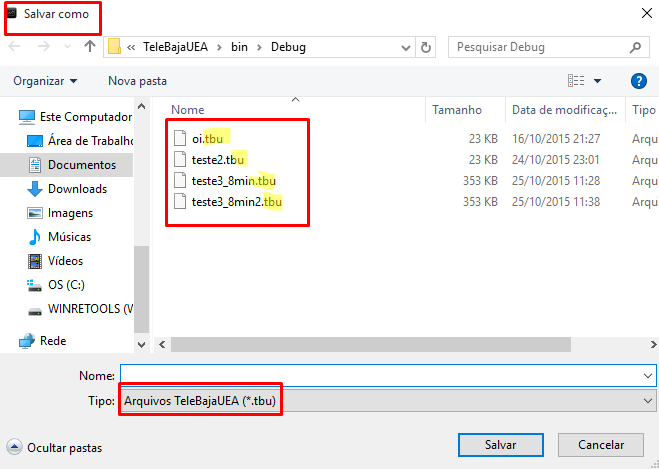 Salvar como
« TeleBajaUEA › bin › Debug
Pesquisar Debug
Organizar Nova pasta
Nome Tamanho Data de modificaç... Tipo
Este Computador
Área de Trabalho
Documentos
Downloads
Imagens
Músicas
Vídeos
OS (C:)
WINRETOOLS (W
Rede
oi.tbu 23 KB 16/10/2015 21:27 Arqu
teste2.tbu 23 KB 24/10/2015 23:01 Arqu
teste3_8min.tbu 353 KB 25/10/2015 11:28 Arqu
teste3_8min2.tbu 353 KB 25/10/2015 11:38 Arqu
Nome:
Tipo: Arquivos TeleBajaUEA (*.tbu)
Ocultar pastas
Salvar Cancelar